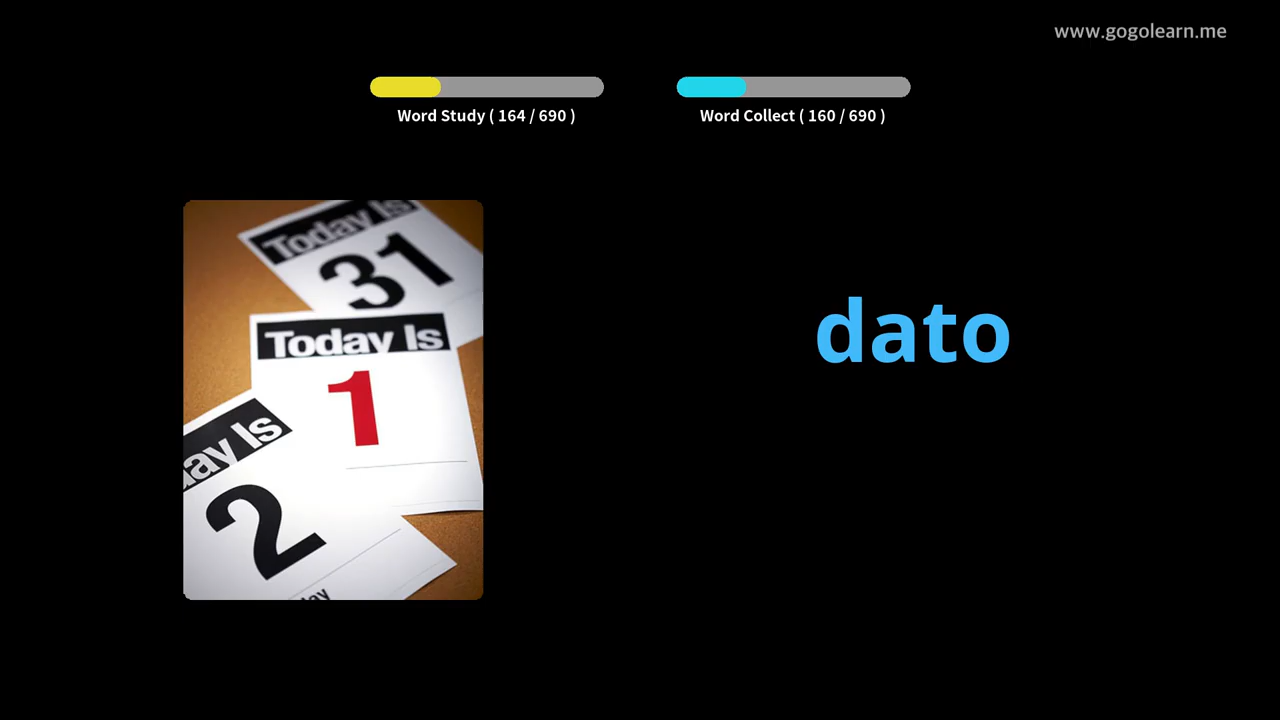 www.gogolearn.me
Word Study ( 164 / 690 )
Word Collect ( 160 / 690 )
Today Is
31
Today Is
1
ay Is
2
dato